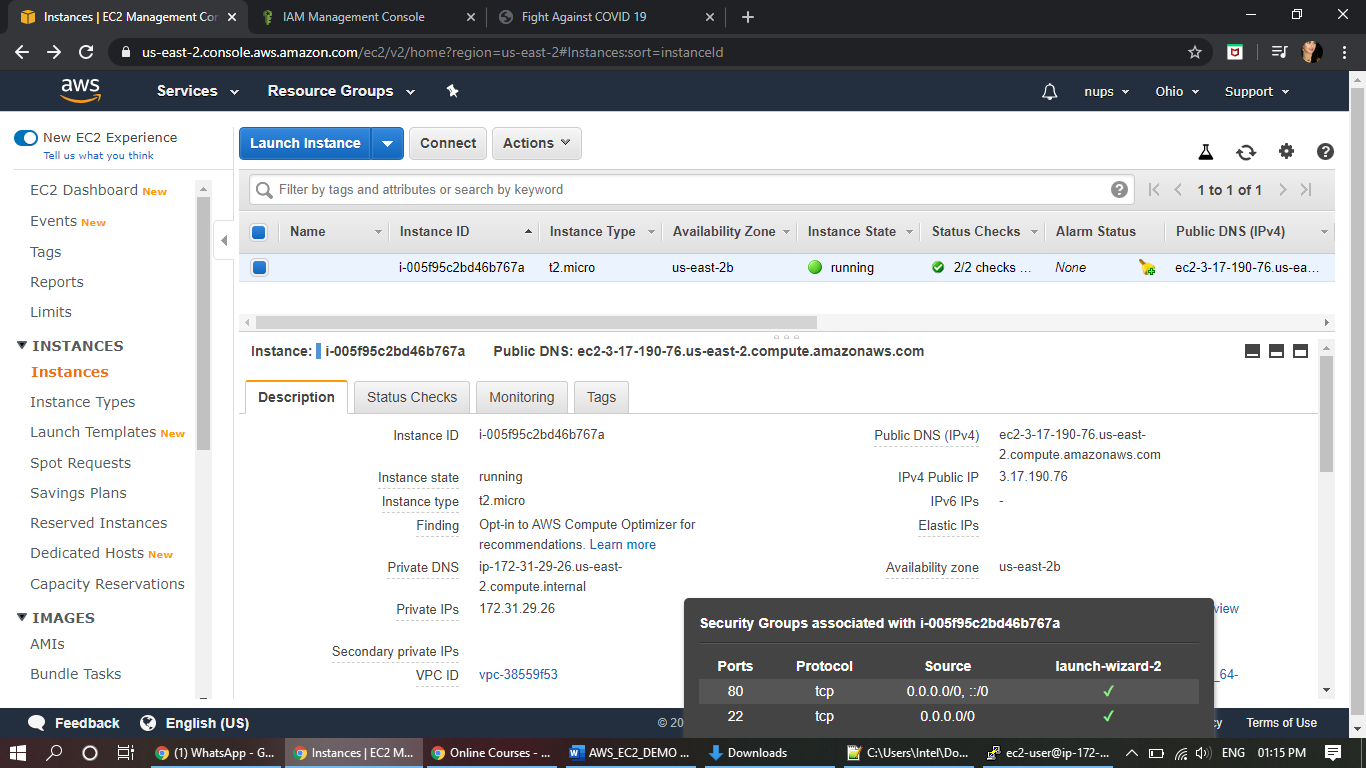 Instances | EC2 Management Con
IAM Management Console
Fight Against COVID 19
us-east-2.console.aws.amazon.com/ec2/v2/home?region=us-east-2#Instances:sort=instanceId
aws
Services
Resource Groups
nups
Ohio
Support
New EC2 Experience
Tell us what you think
EC2 Dashboard New
Events New
Tags
Reports
Limits
INSTANCES
Instances
Instance Types
Launch Templates New
Spot Requests
Savings Plans
Reserved Instances
Dedicated Hosts New
Capacity Reservations
IMAGES
AMIs
Bundle Tasks
Launch Instance
Connect
Actions
Filter by tags and attributes or search by keyword
1 to 1 of 1
Name Instance ID Instance Type Availability Zone Instance State Status Checks Alarm Status Public DNS (IPv4)
i-005f95c2bd46b767a t2.micro us-east-2b running 2/2 checks ... None ec2-3-17-190-76.us-ea...
Instance: i-005f95c2bd46b767a Public DNS: ec2-3-17-190-76.us-east-2.compute.amazonaws.com
Description
Status Checks
Monitoring
Tags
Instance ID i-005f95c2bd46b767a
Instance state running
Instance type t2.micro
Finding Opt-in to AWS Compute Optimizer for
recommendations. Learn more
Private DNS ip-172-31-29-26.us-east-
2.compute.internal
Private IPs 172.31.29.26
Secondary private IPs
VPC ID vpc-38559f53
Public DNS (IPv4) ec2-3-17-190-76.us-east-
2.compute.amazonaws.com
IPv4 Public IP 3.17.190.76
IPv6 IPs -
Elastic IPs
Availability zone us-east-2b
view
_64-
Security Groups associated with i-005f95c2bd46b767a
Ports Protocol Source launch-wizard-2
80 tcp 0.0.0.0/0, ::/0 ✓
22 tcp 0.0.0.0/0 ✓
Feedback
English (US)
© 20
cy
Terms of Use
(1) WhatsApp - G...
Instances | EC2 M...
Online Courses - ...
AWS_EC2_DEMO ...
Downloads
C:\Users\Intel\Do...
ec2-user@ip-172-...
ENG
01:15 PM